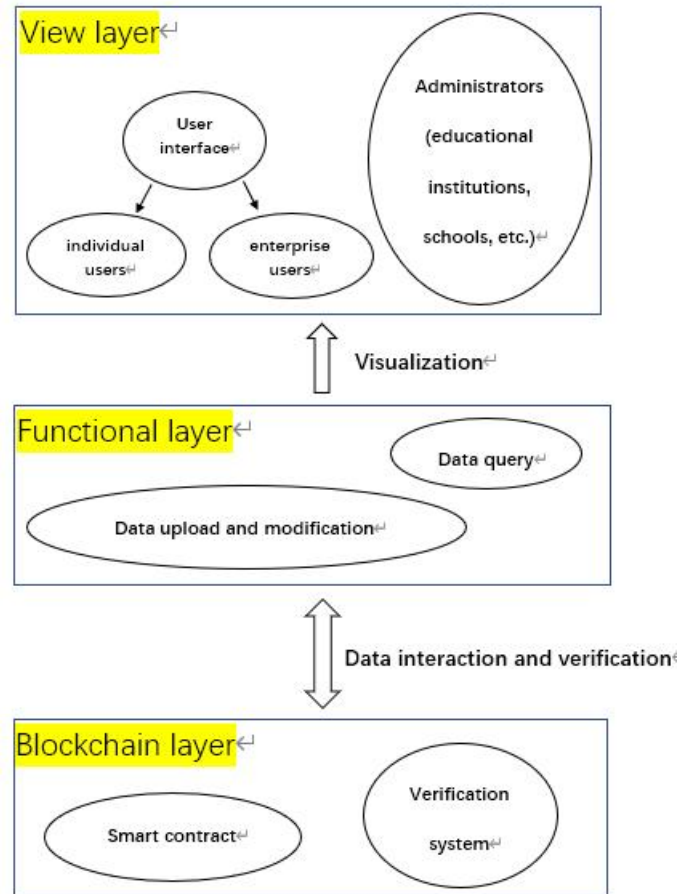 View layer
User
interface
individual
users
enterprise
users
Administrators
(educational
institutions,
schools, etc.)
Visualization
Functional layer
Data query
Data upload and modification
Data interaction and verification
Blockchain layer
Smart contract
Verification
system